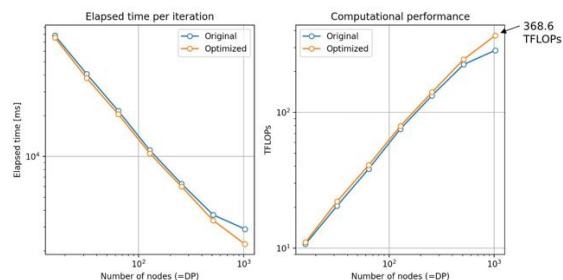 Elapsed time per iteration
Original
Optimized
Elapsed time [ms]
10⁴
10²
10³
Number of nodes (=DP)
Computational performance
Original
Optimized
368.6
TFLOPs
TFLOPs
10²
10¹
10²
10³
Number of nodes (=DP)